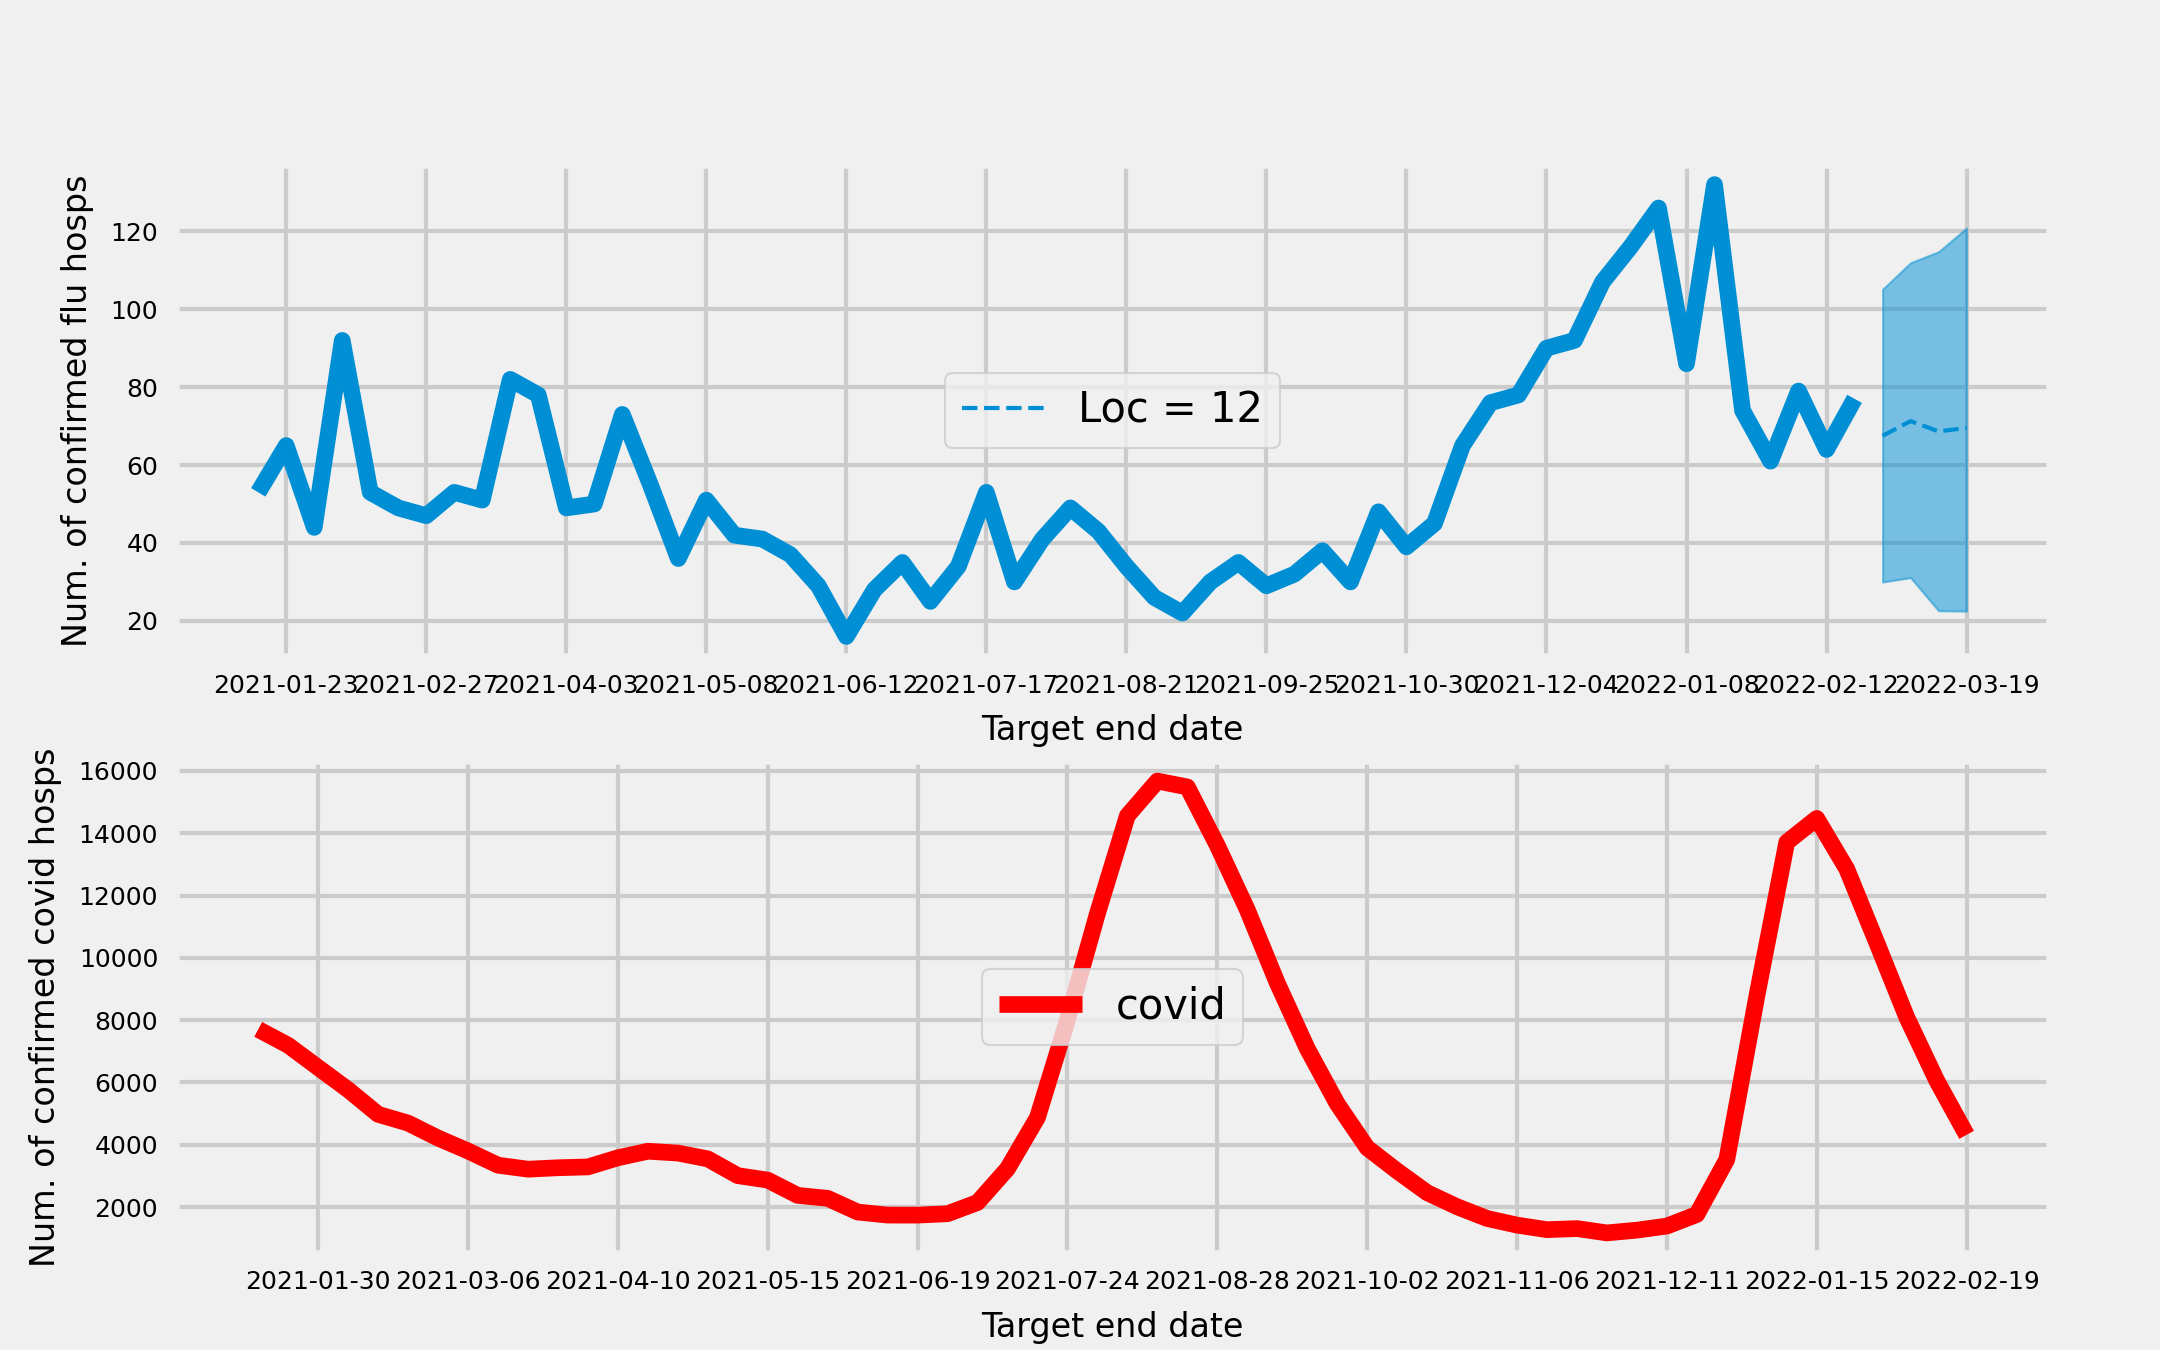 Num. of confirmed flu hosps
120
100
80
60
40
20
Loc = 12
2021-01-23 2021-02-27 2021-04-03 2021-05-08 2021-06-12 2021-07-17 2021-08-21 2021-09-25 2021-10-30 2021-12-04 2022-01-08 2022-02-12 2022-03-19
Target end date
Num. of confirmed covid hosps
16000
14000
12000
10000
8000
6000
4000
2000
covid
2021-01-30 2021-03-06 2021-04-10 2021-05-15 2021-06-19 2021-07-24 2021-08-28 2021-10-02 2021-11-06 2021-12-11 2022-01-15 2022-02-19
Target end date